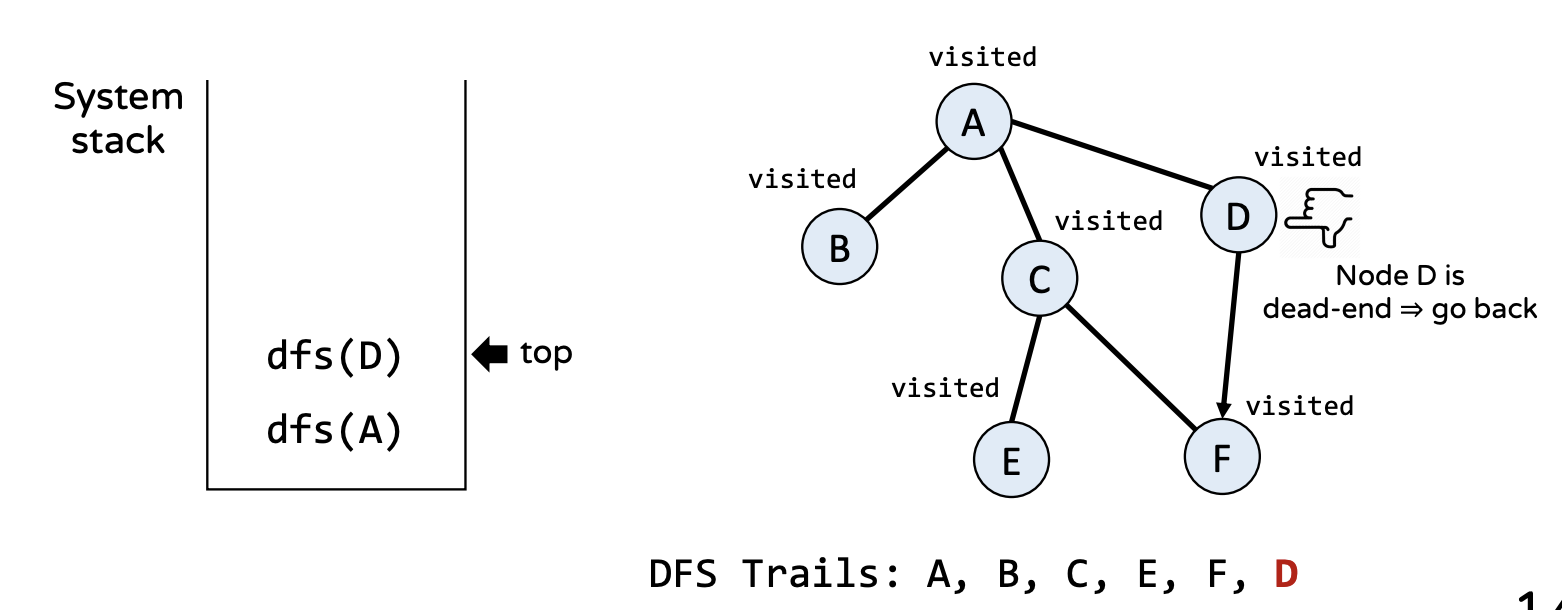 System
stack
dfs(D)
top
dfs(A)
visited
A
visited
visited
B
visited
D
C
Node D is
dead-end ⇒ go back
visited
visited
E
F
DFS Trails: A, B, C, E, F, D